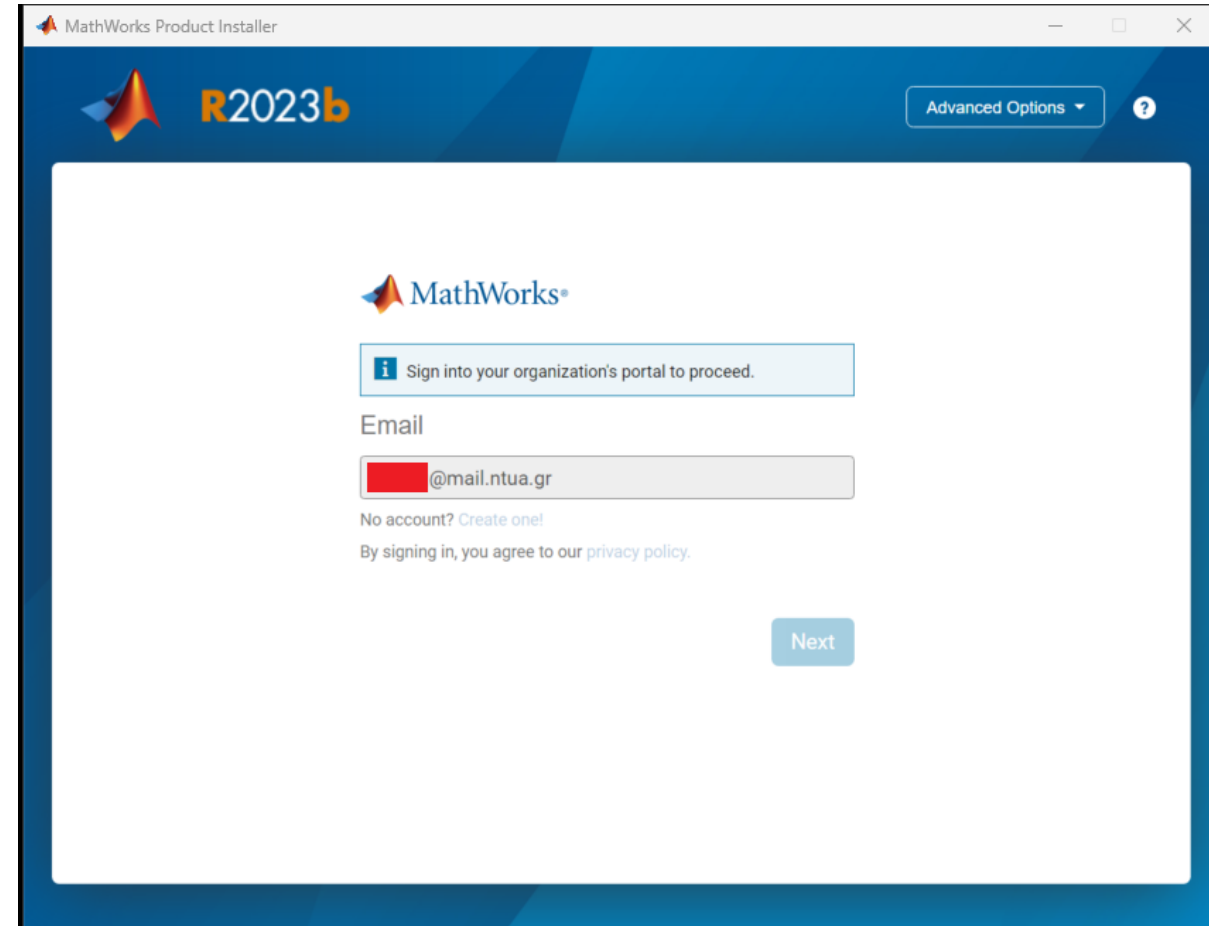 MathWorks Product Installer
R2023b
Advanced Options
?
MathWorks®
i Sign into your organization's portal to proceed.
Email
@mail.ntua.gr
No account? Create one!
By signing in, you agree to our privacy policy.
Next